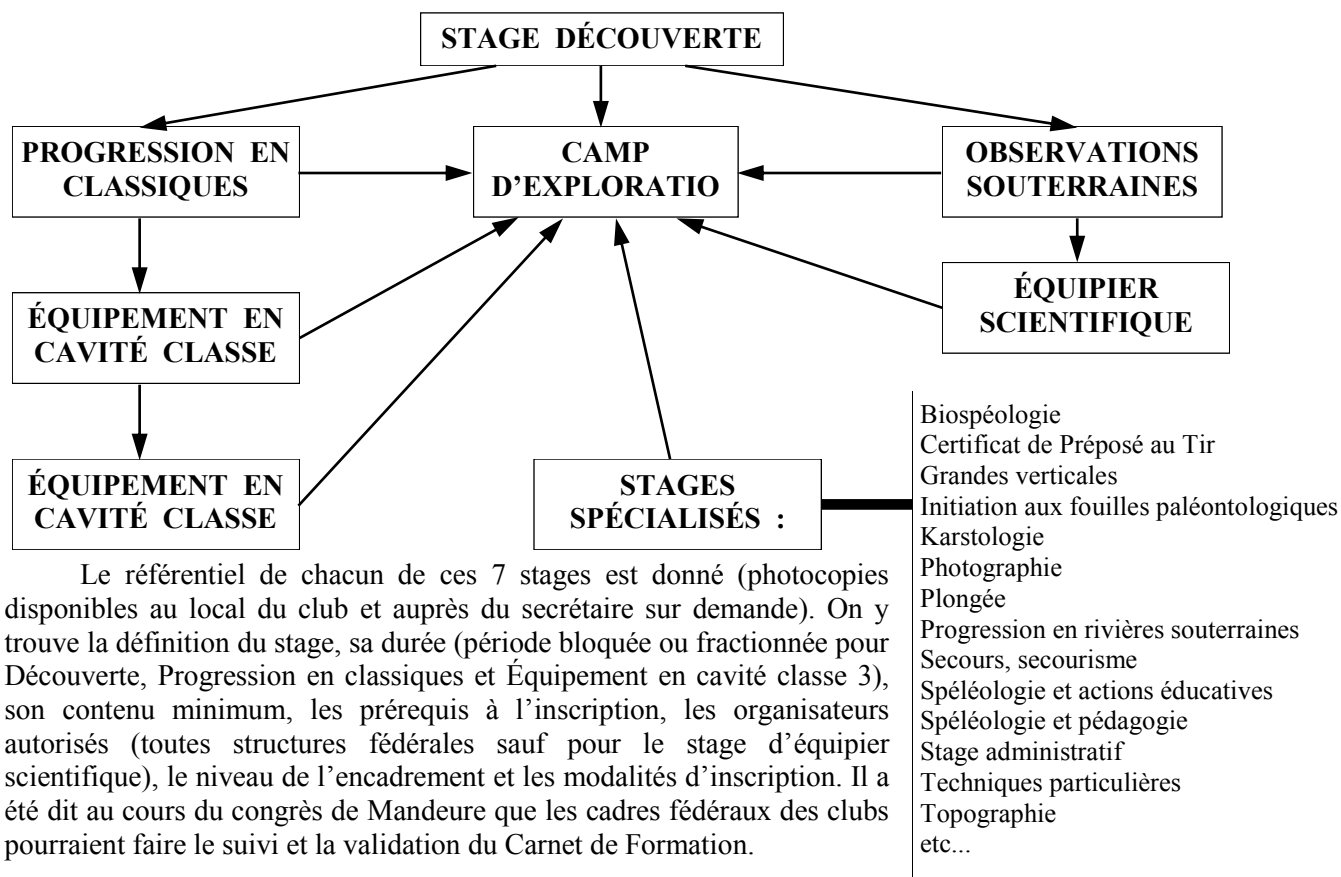 STAGE DÉCOUVERTE
PROGRESSION EN
CLASSIQUES
CAMP
D’EXPLORATIO
OBSERVATIONS
SOUTERRAINES
ÉQUIPEMENT EN
CAVITÉ CLASSE
ÉQUIPIER
SCIENTIFIQUE
ÉQUIPEMENT EN
CAVITÉ CLASSE
STAGES
SPÉCIALISÉS :
Biospéologie
Certificat de Préposé au Tir
Grandes verticales
Initiation aux fouilles paléontologiques
Karstologie
Photographie
Plongée
Progression en rivières souterraines
Secours, secourisme
Spéléologie et actions éducatives
Spéléologie et pédagogie
Stage administratif
Techniques particulières
Topographie
etc...
Le référentiel de chacun de ces 7 stages est donné (photocopies
disponibles au local du club et auprès du secrétaire sur demande). On y
trouve la définition du stage, sa durée (période bloquée ou fractionnée pour
Découverte, Progression en classiques et Équipement en cavité classe 3),
son contenu minimum, les prérequis à l’inscription, les organisateurs
autorisés (toutes structures fédérales sauf pour le stage d’équipier
scientifique), le niveau de l’encadrement et les modalités d’inscription. Il a
été dit au cours du congrès de Mandeure que les cadres fédéraux des clubs
pourraient faire le suivi et la validation du Carnet de Formation.